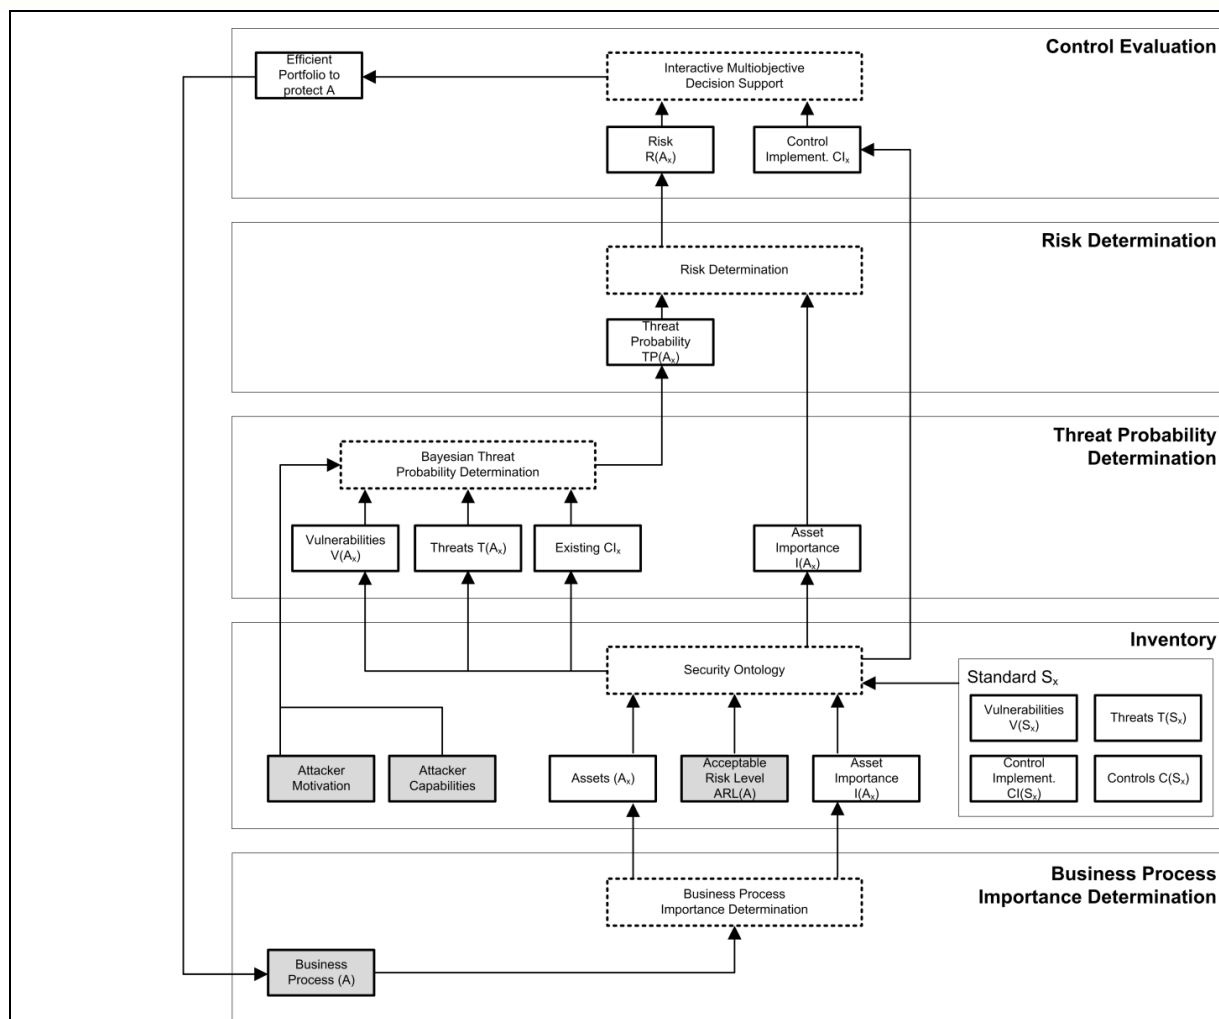 Control Evaluation
Efficient
Portfolio to
protect A
Interactive Multiobjective
Decision Support
Risk
R(Aₓ)
Control
Implement. CIₓ
Risk Determination
Risk Determination
Threat
Probability
TP(Aₓ)
Threat Probability
Determination
Bayesian Threat
Probability Determination
Vulnerabilities
V(Aₓ)
Threats T(Aₓ)
Existing CIₓ
Asset
Importance
I(Aₓ)
Inventory
Security Ontology
Standard Sₓ
Vulnerabilities
V(Sₓ)
Threats T(Sₓ)
Control
Implement.
CI(Sₓ)
Controls C(Sₓ)
Attacker
Motivation
Attacker
Capabilities
Assets (Aₓ)
Acceptable
Risk Level
ARL(A)
Asset
Importance
I(Aₓ)
Business Process
Importance Determination
Business Process
Importance Determination
Business
Process (A)